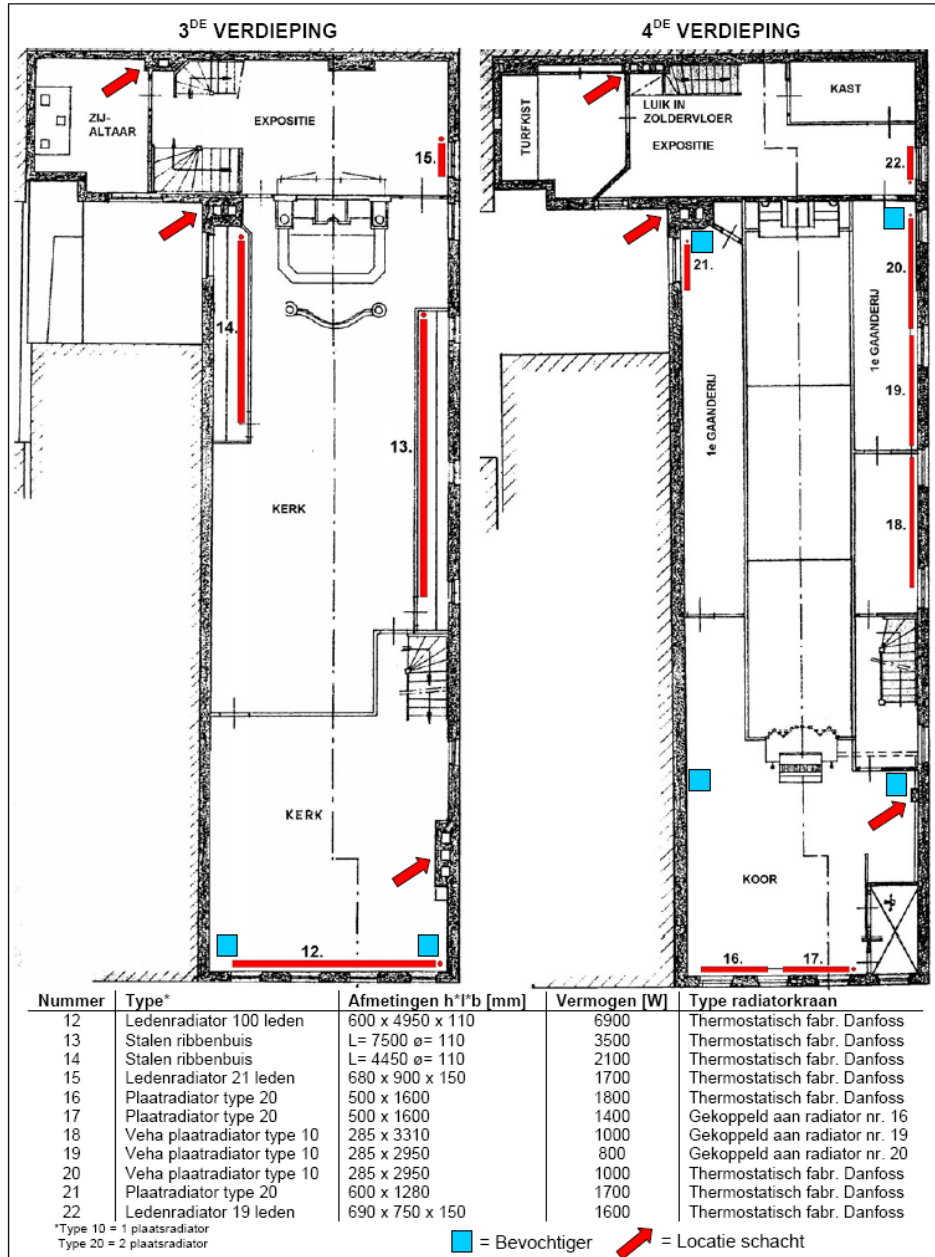 3DE VERDIEPING
ZIJ-
ALTAAR
EXPOSITIE
15.
14.
13.
KERK
KERK
12.
4DE VERDIEPING
TURFKIST
LUIK IN
ZOLDERVLOER
EXPOSITIE
KAST
22.
21.
20.
1e GAANDERIJ
1e GAANDERIJ
19.
18.
KOOR
16.
17.
Nummer Type* Afmetingen h*l*b [mm] Vermogen [W] Type radiatorkraan
12 Ledenradiator 100 leden 600 x 4950 x 110 6900 Thermostatisch fabr. Danfoss
13 Stalen ribbenbuis L= 7500 ø= 110 3500 Thermostatisch fabr. Danfoss
14 Stalen ribbenbuis L= 4450 ø= 110 2100 Thermostatisch fabr. Danfoss
15 Ledenradiator 21 leden 680 x 900 x 150 1700 Thermostatisch fabr. Danfoss
16 Plaatradiator type 20 500 x 1600 1800 Thermostatisch fabr. Danfoss
17 Plaatradiator type 20 500 x 1600 1400 Gekoppeld aan radiator nr. 16
18 Veha plaatradiator type 10 285 x 3310 1000 Gekoppeld aan radiator nr. 19
19 Veha plaatradiator type 10 285 x 2950 800 Gekoppeld aan radiator nr. 20
20 Veha plaatradiator type 10 285 x 2950 1000 Thermostatisch fabr. Danfoss
21 Plaatradiator type 20 600 x 1280 1700 Thermostatisch fabr. Danfoss
22 Ledenradiator 19 leden 690 x 750 x 150 1600 Thermostatisch fabr. Danfoss
*Type 10 = 1 plaatsradiator
Type 20 = 2 plaatsradiator
= Bevochtiger
= Locatie schacht